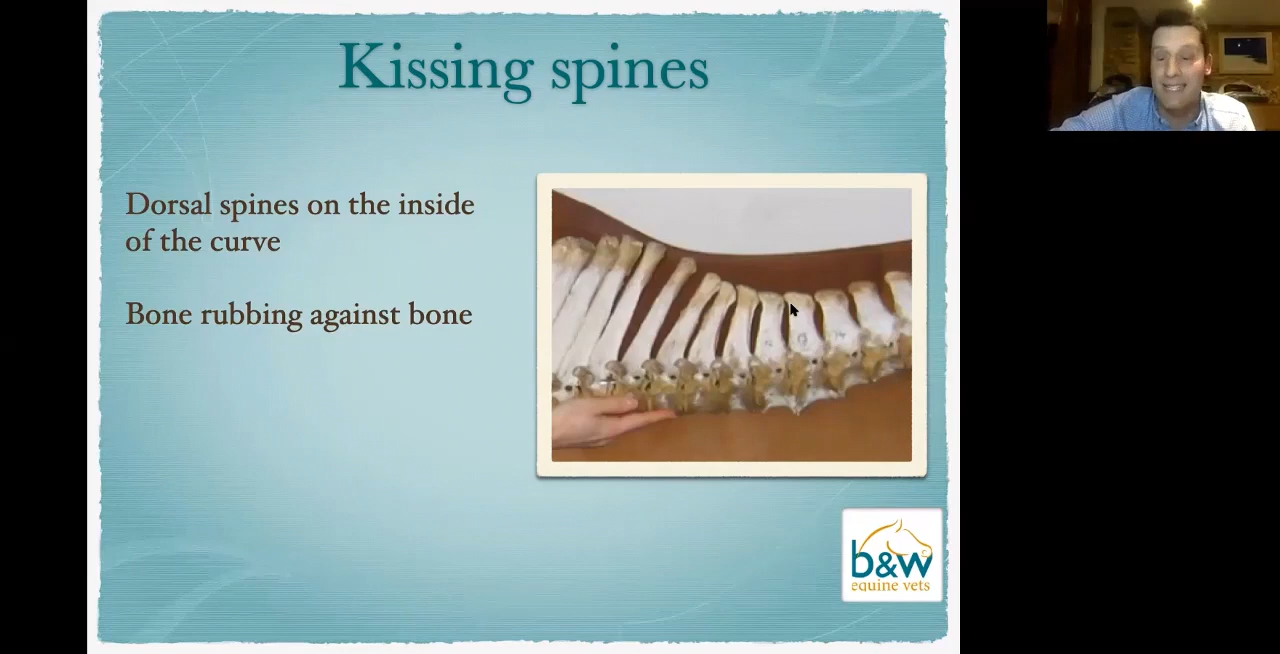 Kissing spines
Dorsal spines on the inside
of the curve
Bone rubbing against bone
b&w
equine vets